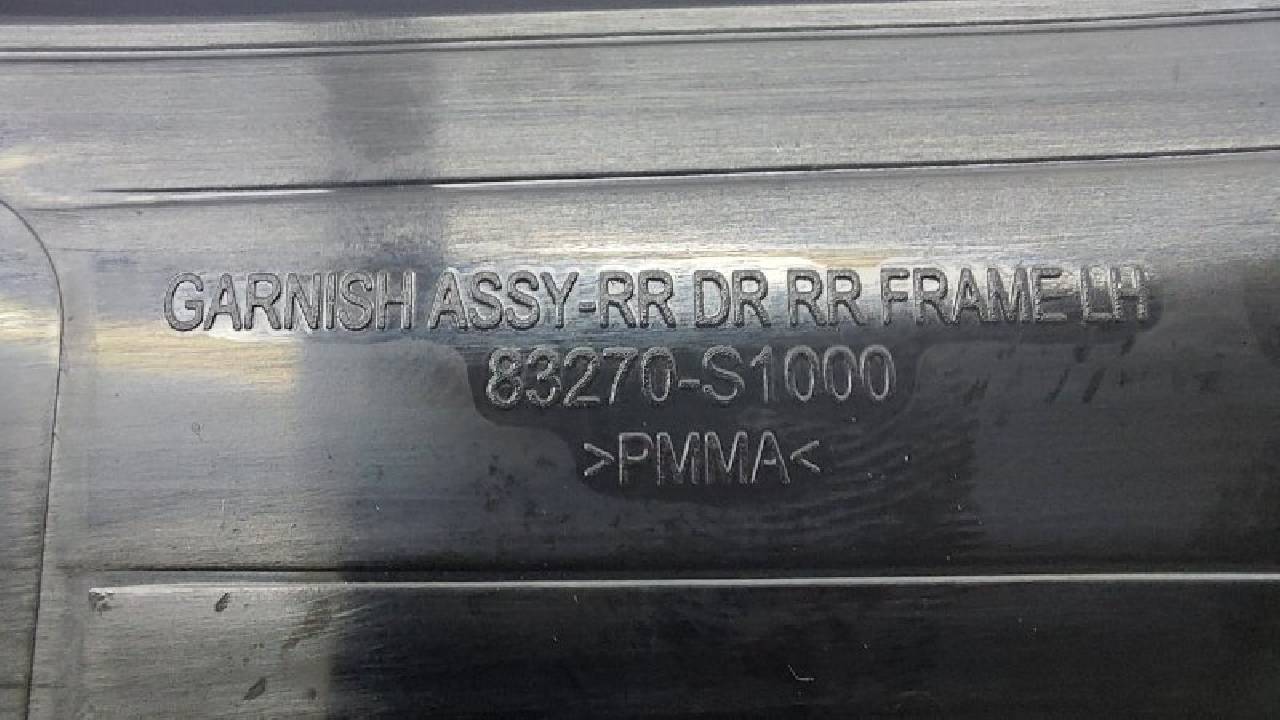 GARNISH ASSY-RR DR RR FRAME LH
83270-S1000
>PMMA<